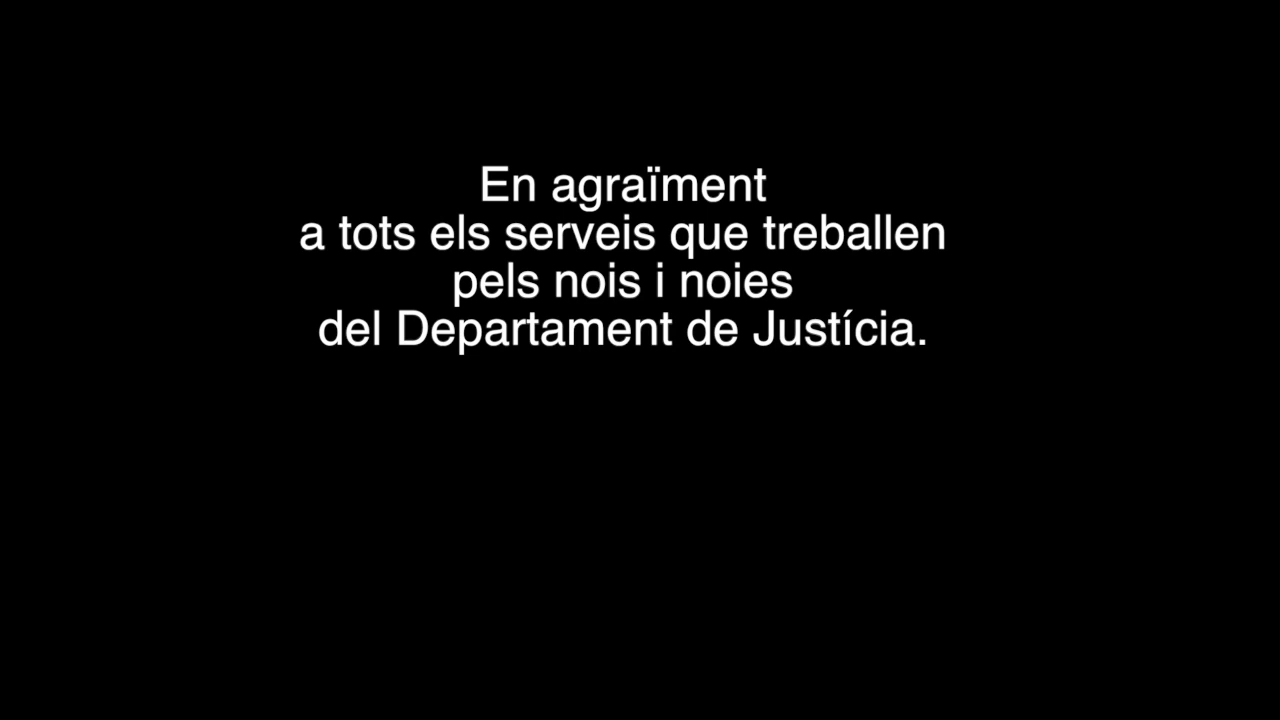 En agraïment
a tots els serveis que treballen
pels nois i noies
del Departament de Justícia.